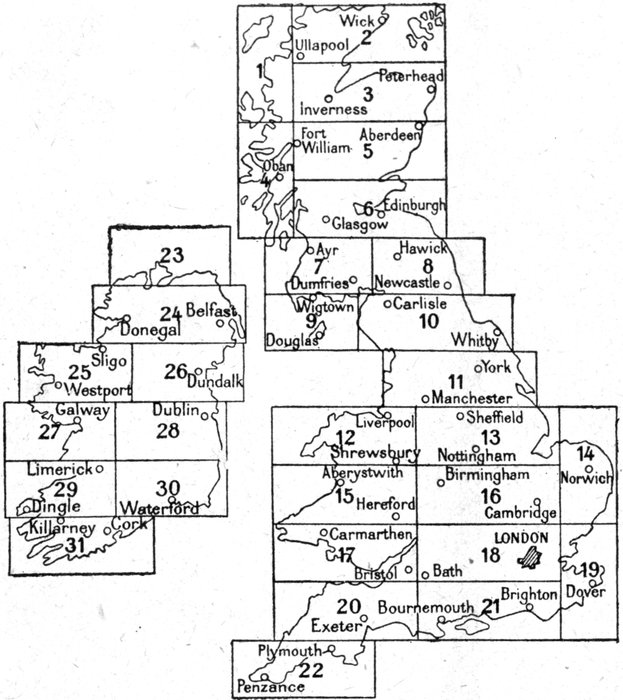 Wick
2
Ullapool
1
Peterhead
3
Inverness
Fort
William
Aberdeen
5
Oban
4
6
Edinburgh
Glasgow
23
Ayr
7
Hawick
8
Dumfries
Newcastle
24
Belfast
Donegal
Wigtown
9
Carlisle
10
Douglas
Whitby
Sligo
25
26
Westport
Dundalk
York
11
Manchester
Galway
27
Dublin
28
Liverpool
12
Shrewsbury
Sheffield
13
Nottingham
14
Norwich
Limerick
29
Dingle
30
Waterford
Aberystwith
15
Hereford
Birmingham
16
Cambridge
Killarney
Cork
31
Carmarthen
17
Bristol
LONDON
18
Bath
19
Dover
20
Exeter
Bournemouth
21
Brighton
Plymouth
22
Penzance